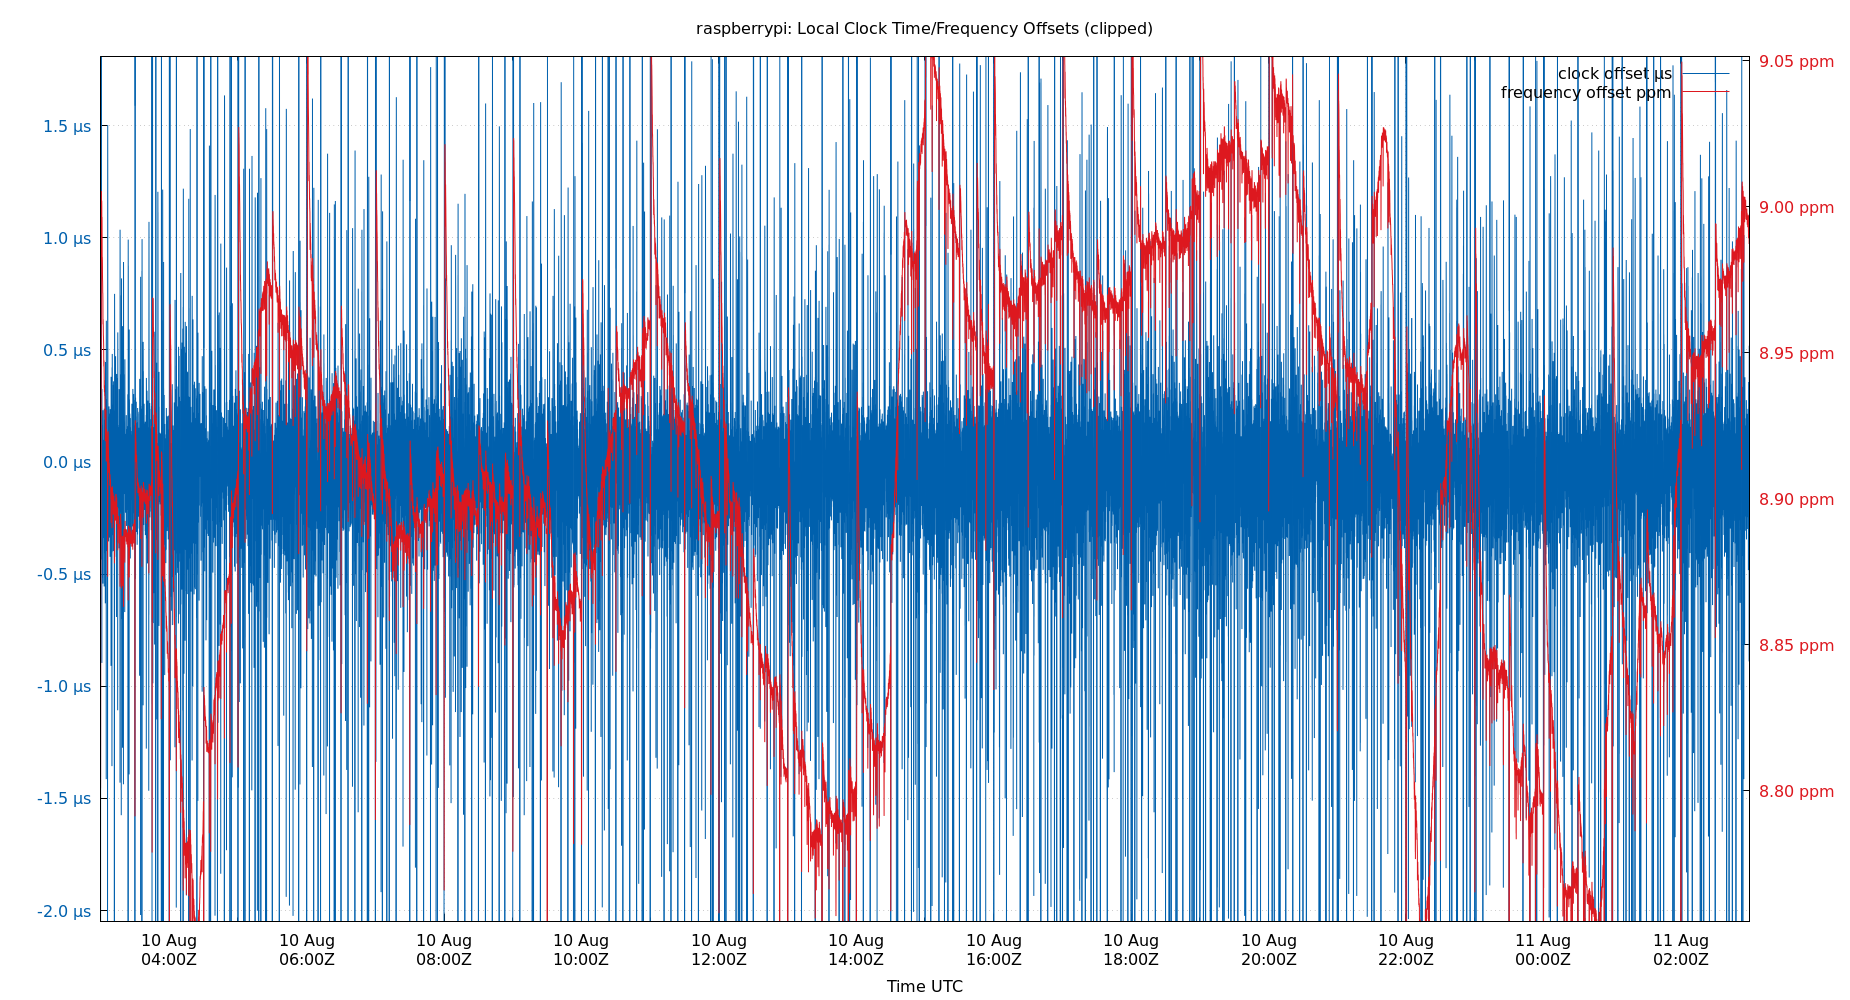 raspberrypi: Local Clock Time/Frequency Offsets (clipped)
clock offset µs
frequency offset ppm
1.5 µs
1.0 µs
0.5 µs
0.0 µs
-0.5 µs
-1.0 µs
-1.5 µs
-2.0 µs
9.05 ppm
9.00 ppm
8.95 ppm
8.90 ppm
8.85 ppm
8.80 ppm
10 Aug 10 Aug 10 Aug 10 Aug 10 Aug 10 Aug 10 Aug 10 Aug 10 Aug 10 Aug 11 Aug 11 Aug
04:00Z 06:00Z 08:00Z 10:00Z 12:00Z 14:00Z 16:00Z 18:00Z 20:00Z 22:00Z 00:00Z 02:00Z
Time UTC